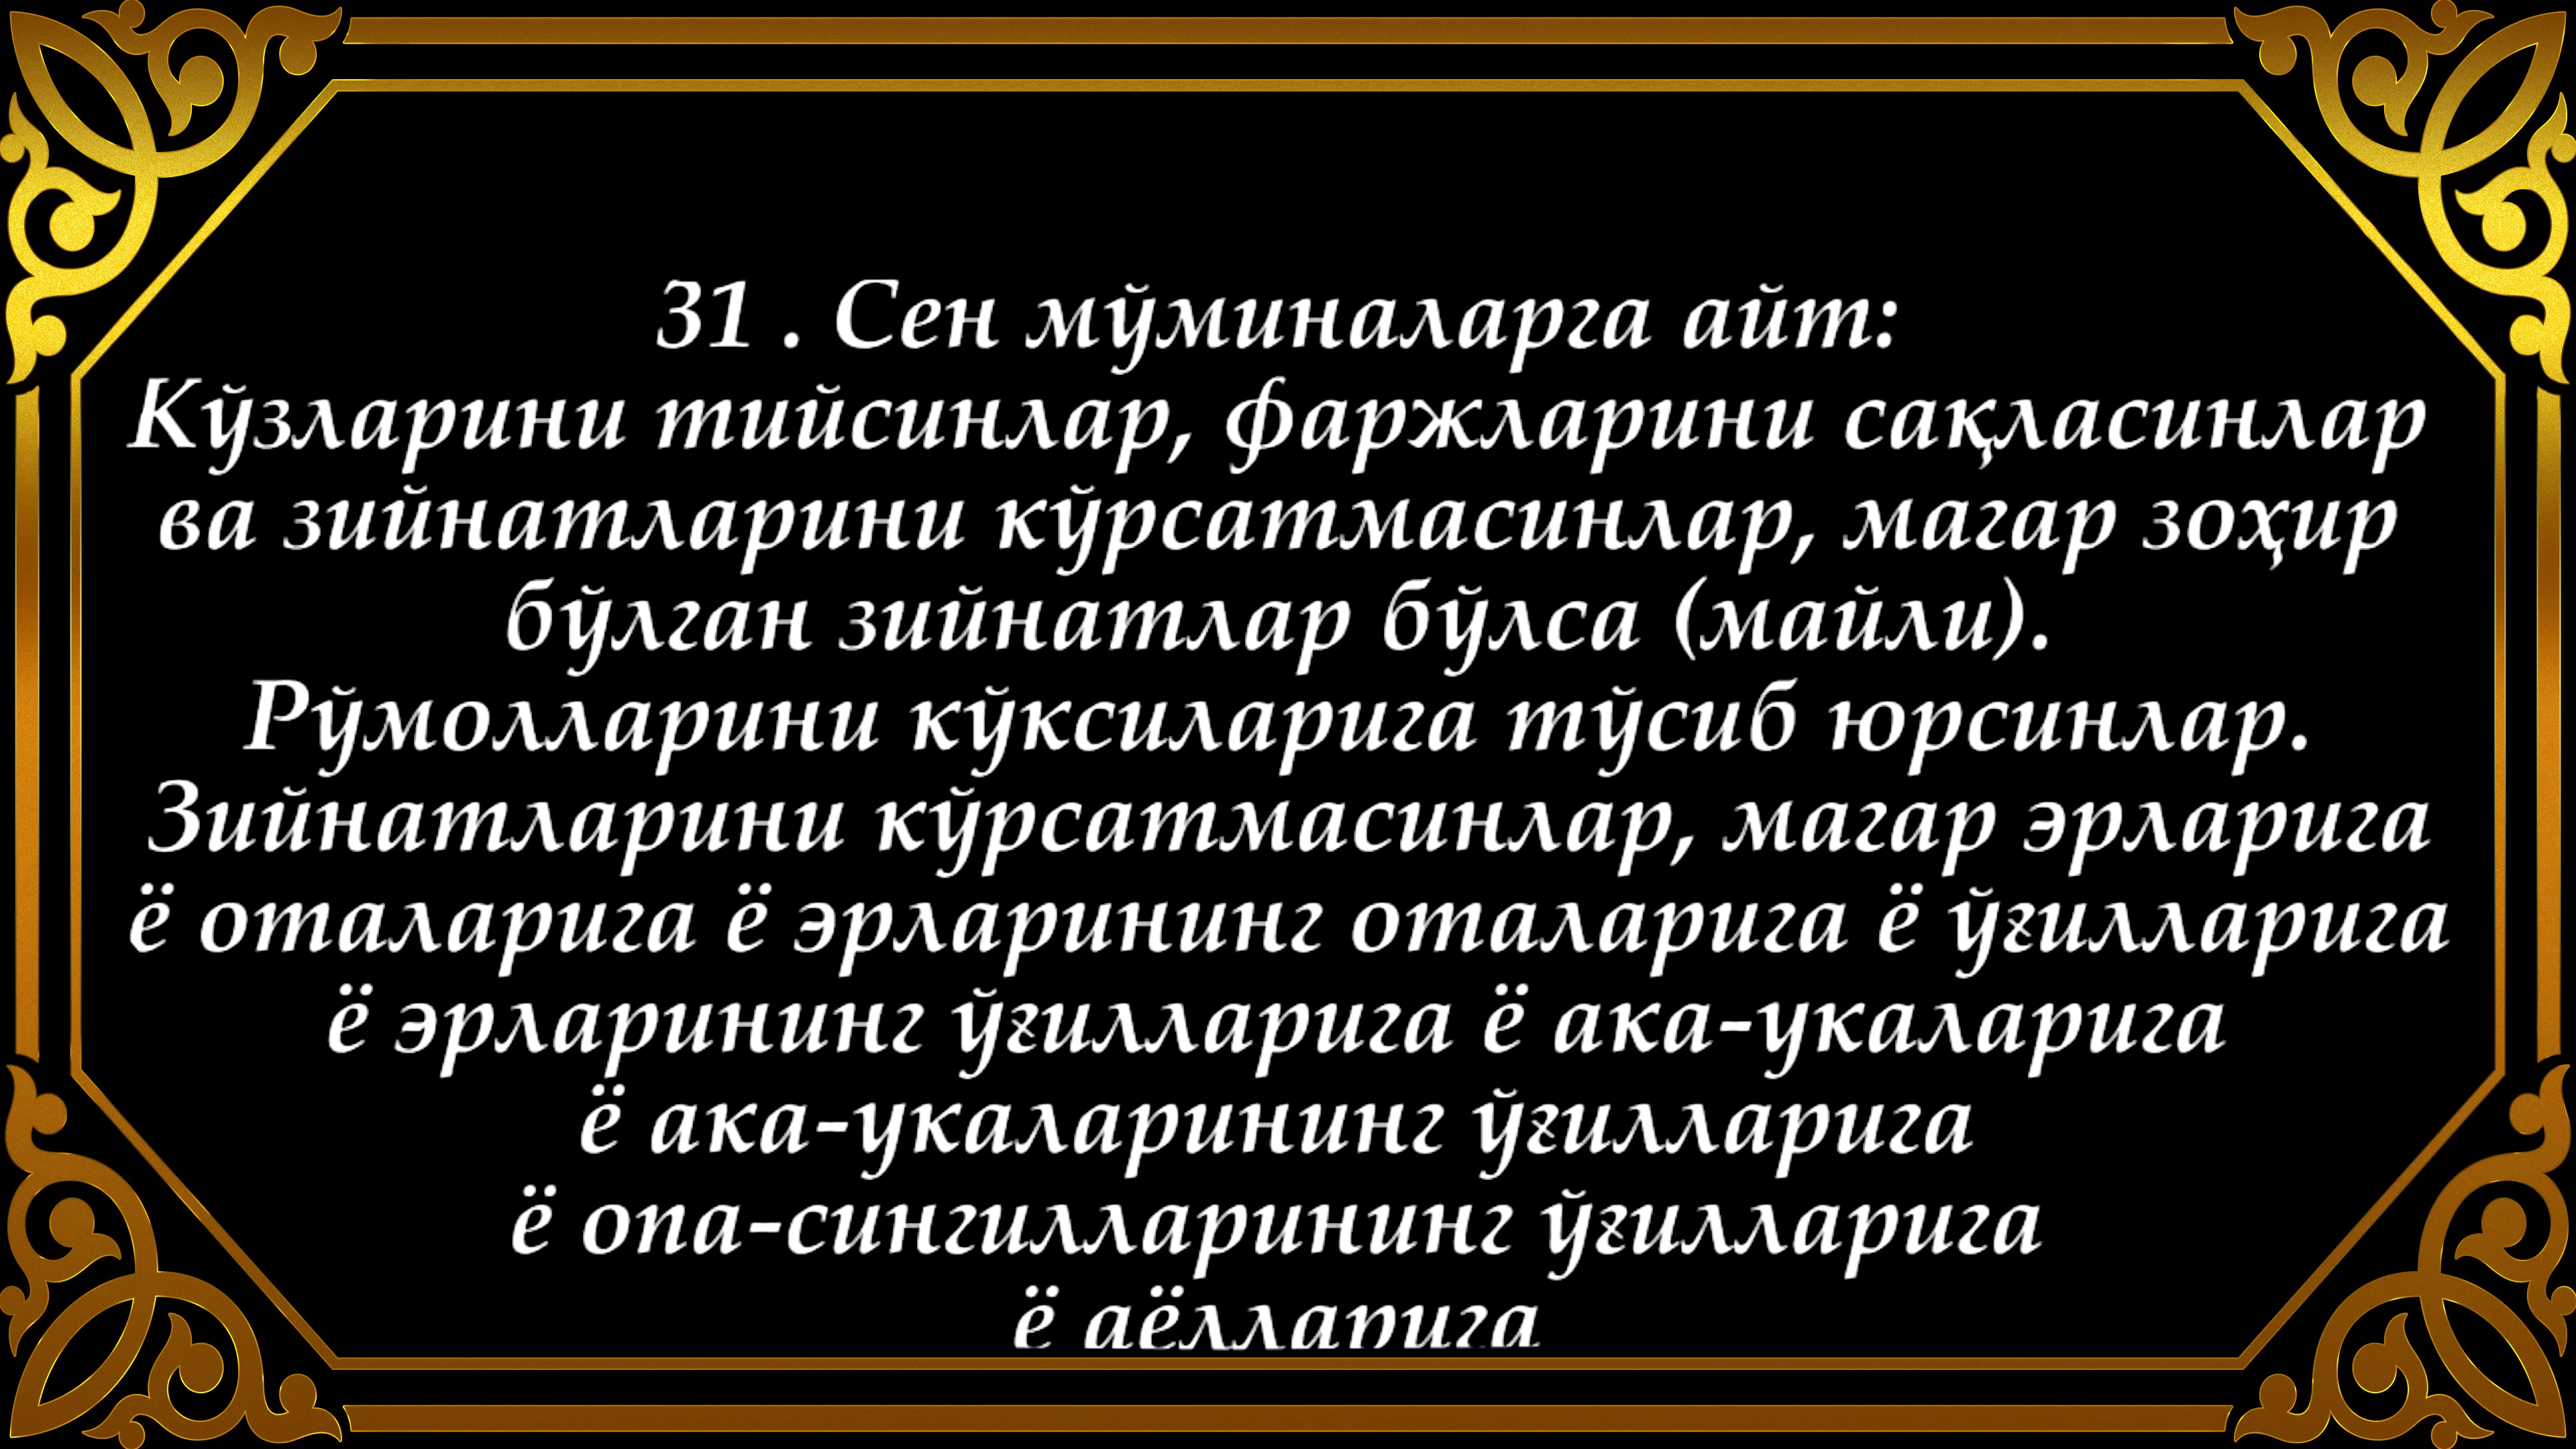 31 . Сен мўминаларга айт:
Кўзларини тийсинлар, фаржларини сақласинлар
ва зийнатларини кўрсатмасинлар, магар зоҳир
бўлган зийнатлар бўлса (майли).
Рўмолларини кўксиларига тўсиб юрсинлар.
Зийнатларини кўрсатмасинлар, магар эрларига
ё оталарига ё эрларининг оталарига ё ўғилларига
ё эрларининг ўғилларига ё ака-укаларига
ё ака-укаларининг ўғилларига
ё опа-сингилларининг ўғилларига
ё аёлларига